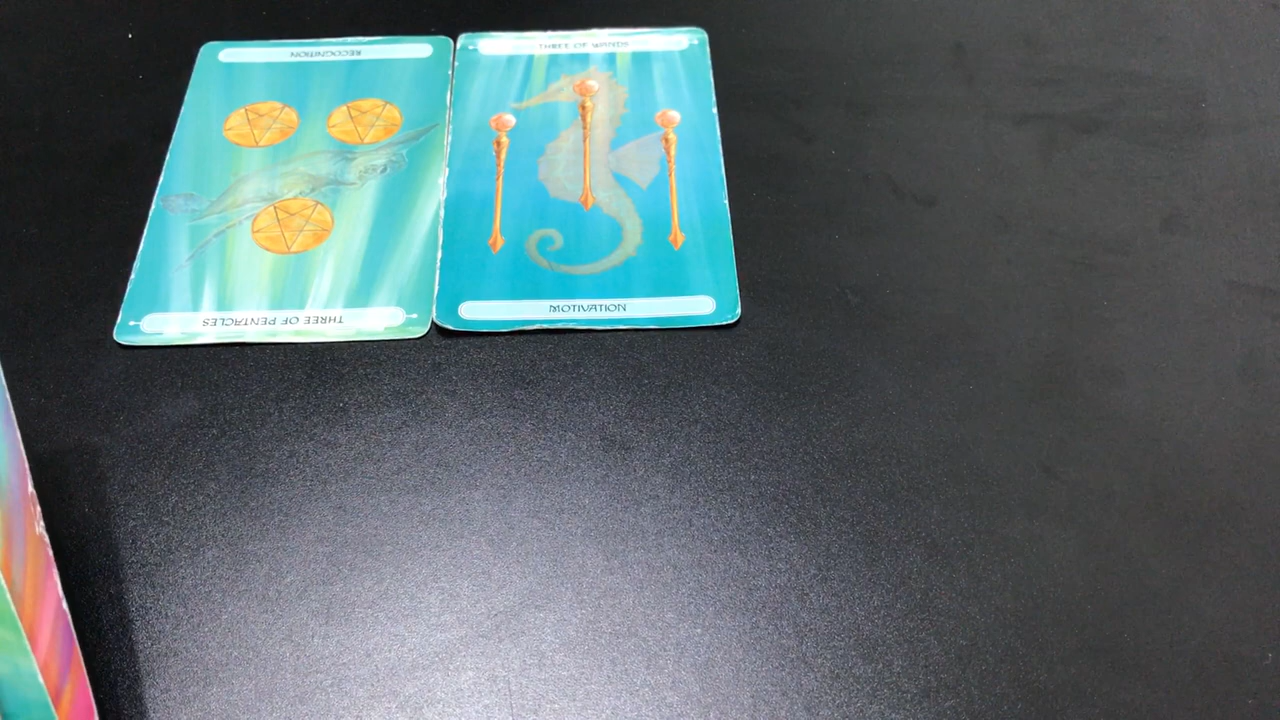 RECOGNITION
THREE OF PENTACLES
THREE OF WANDS
MOTIVATION